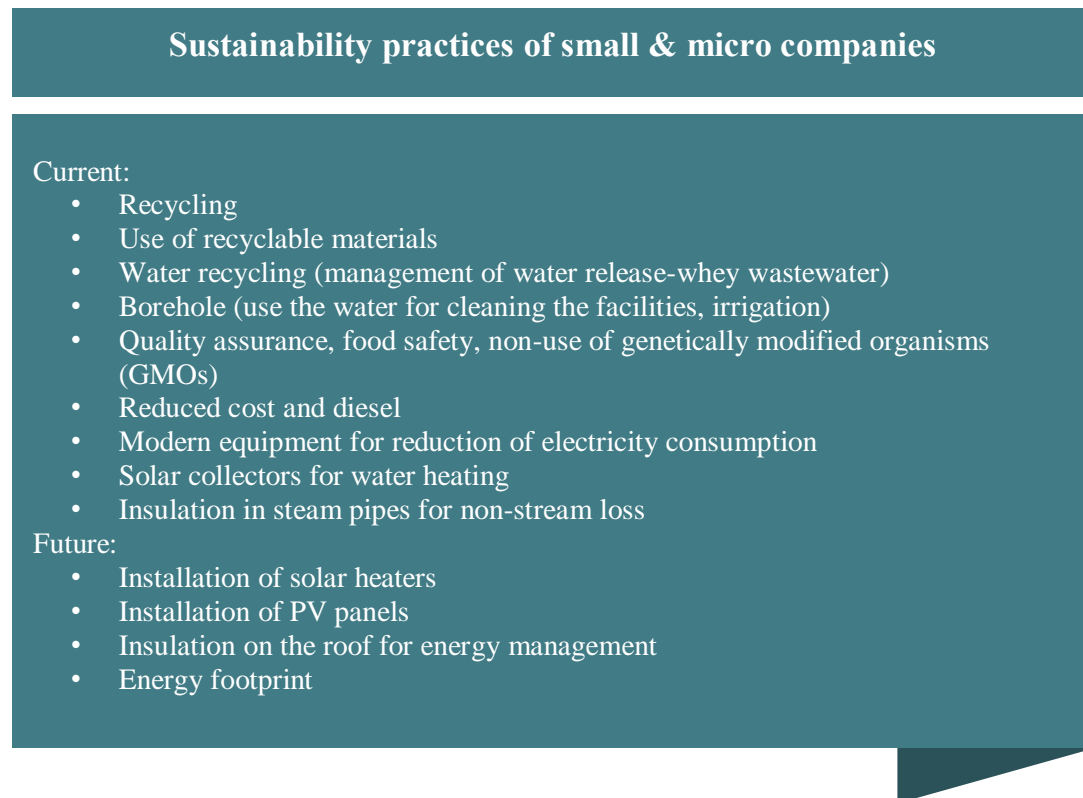 Sustainability practices of small & micro companies
Current:
• Recycling
• Use of recyclable materials
• Water recycling (management of water release-whey wastewater)
• Borehole (use the water for cleaning the facilities, irrigation)
• Quality assurance, food safety, non-use of genetically modified organisms
(GMOs)
• Reduced cost and diesel
• Modern equipment for reduction of electricity consumption
• Solar collectors for water heating
• Insulation in steam pipes for non-stream loss
Future:
• Installation of solar heaters
• Installation of PV panels
• Insulation on the roof for energy management
• Energy footprint